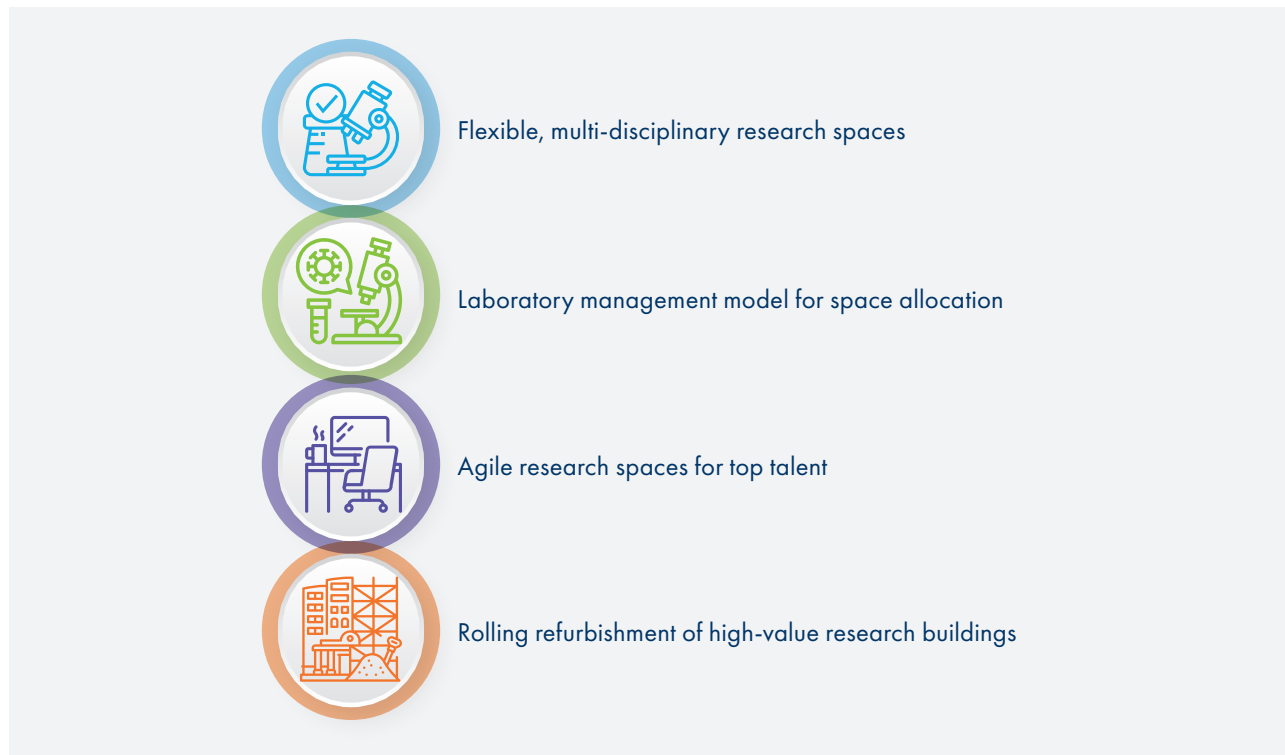 Flexible, multi-disciplinary research spaces
Laboratory management model for space allocation
Agile research spaces for top talent
Rolling refurbishment of high-value research buildings